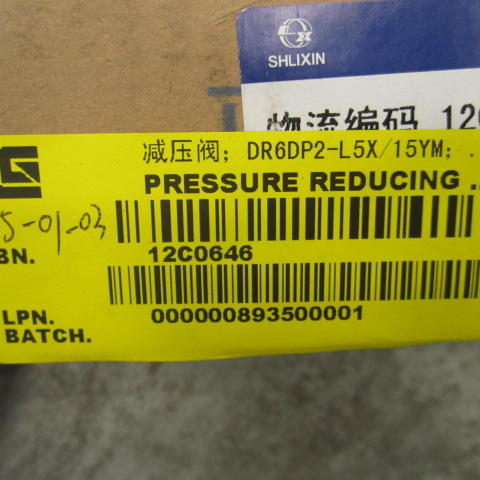 SHLIXIN
物流编码 12C
减压阀; DR6DP2-L5X/15YM; ..
PRESSURE REDUCING ..
5-01-03
BN. 12C0646
LPN. 000000893500001
BATCH.